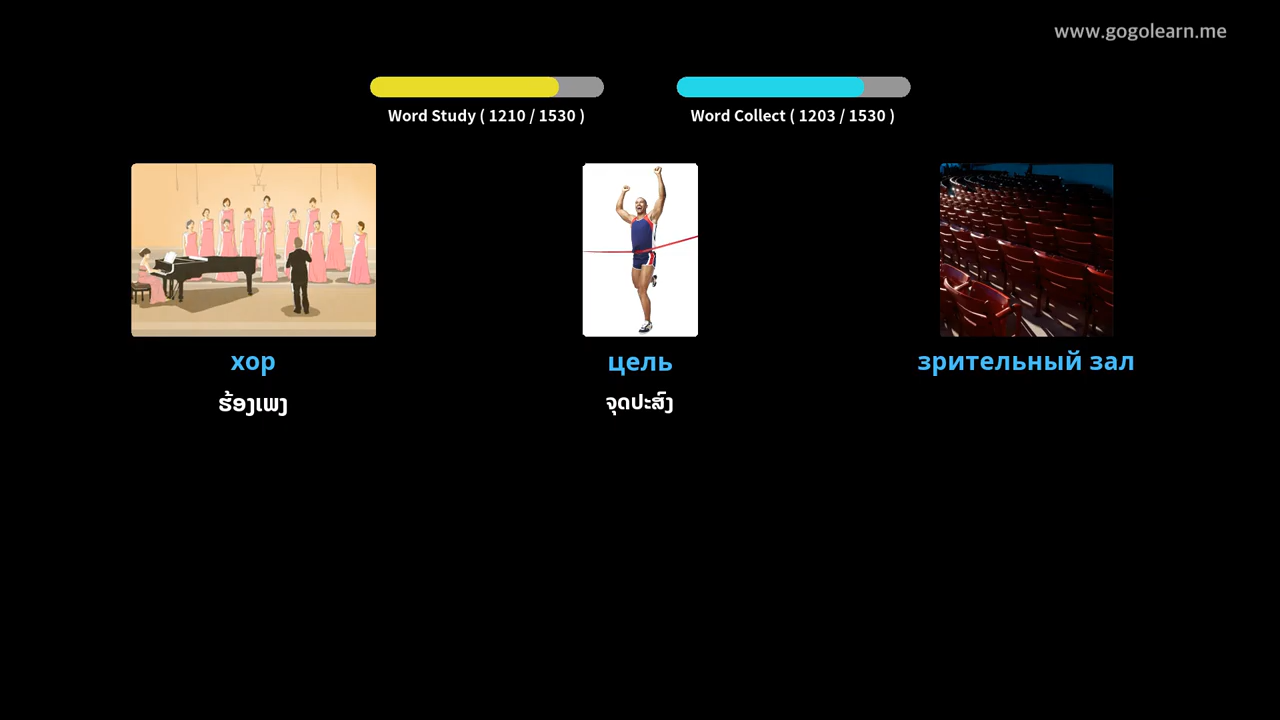 www.gogolearn.me
Word Study ( 1210 / 1530 )
Word Collect ( 1203 / 1530 )
хор
цель
зрительный зал
ຮ້ອງເພງ
ຈຸດປະສົງ